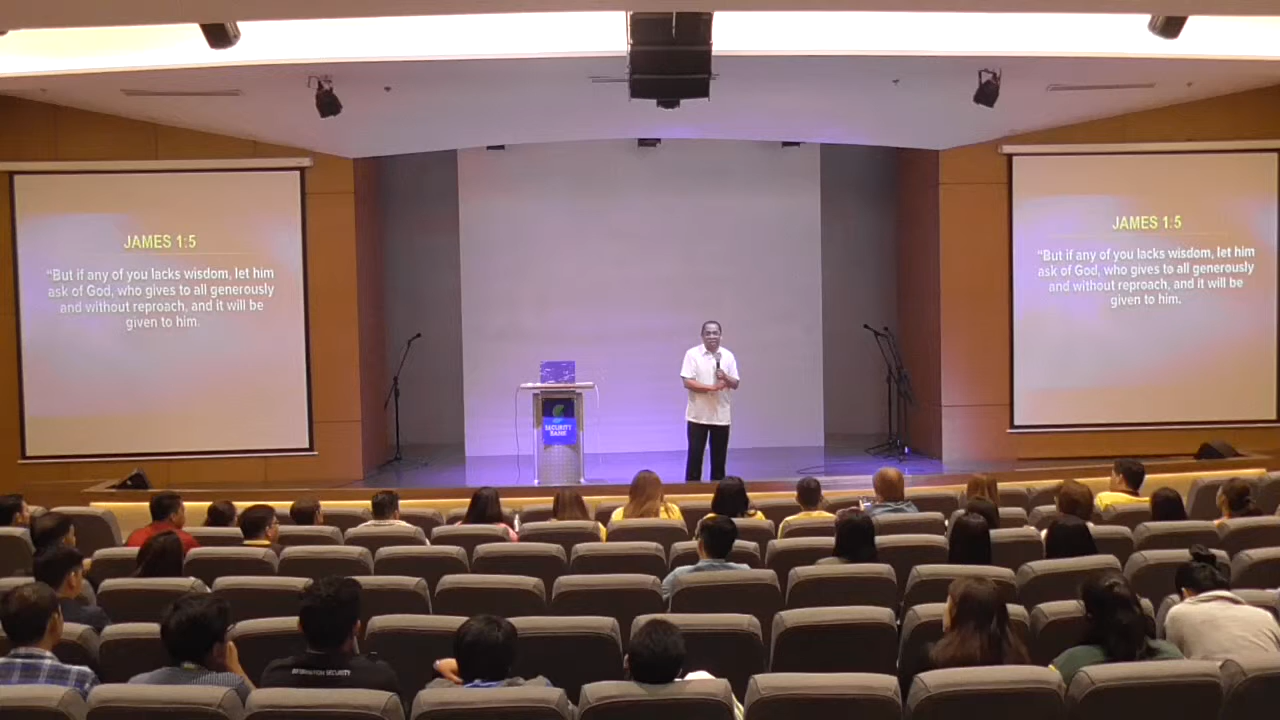 JAMES 1:5
“But if any of you lacks wisdom, let him
ask of God, who gives to all generously
and without reproach, and it will be
given to him.
JAMES 1:5
“But if any of you lacks wisdom, let him
ask of God, who gives to all generously
and without reproach, and it will be
given to him.
SECURITY
BANK
INFORMATION SECURITY